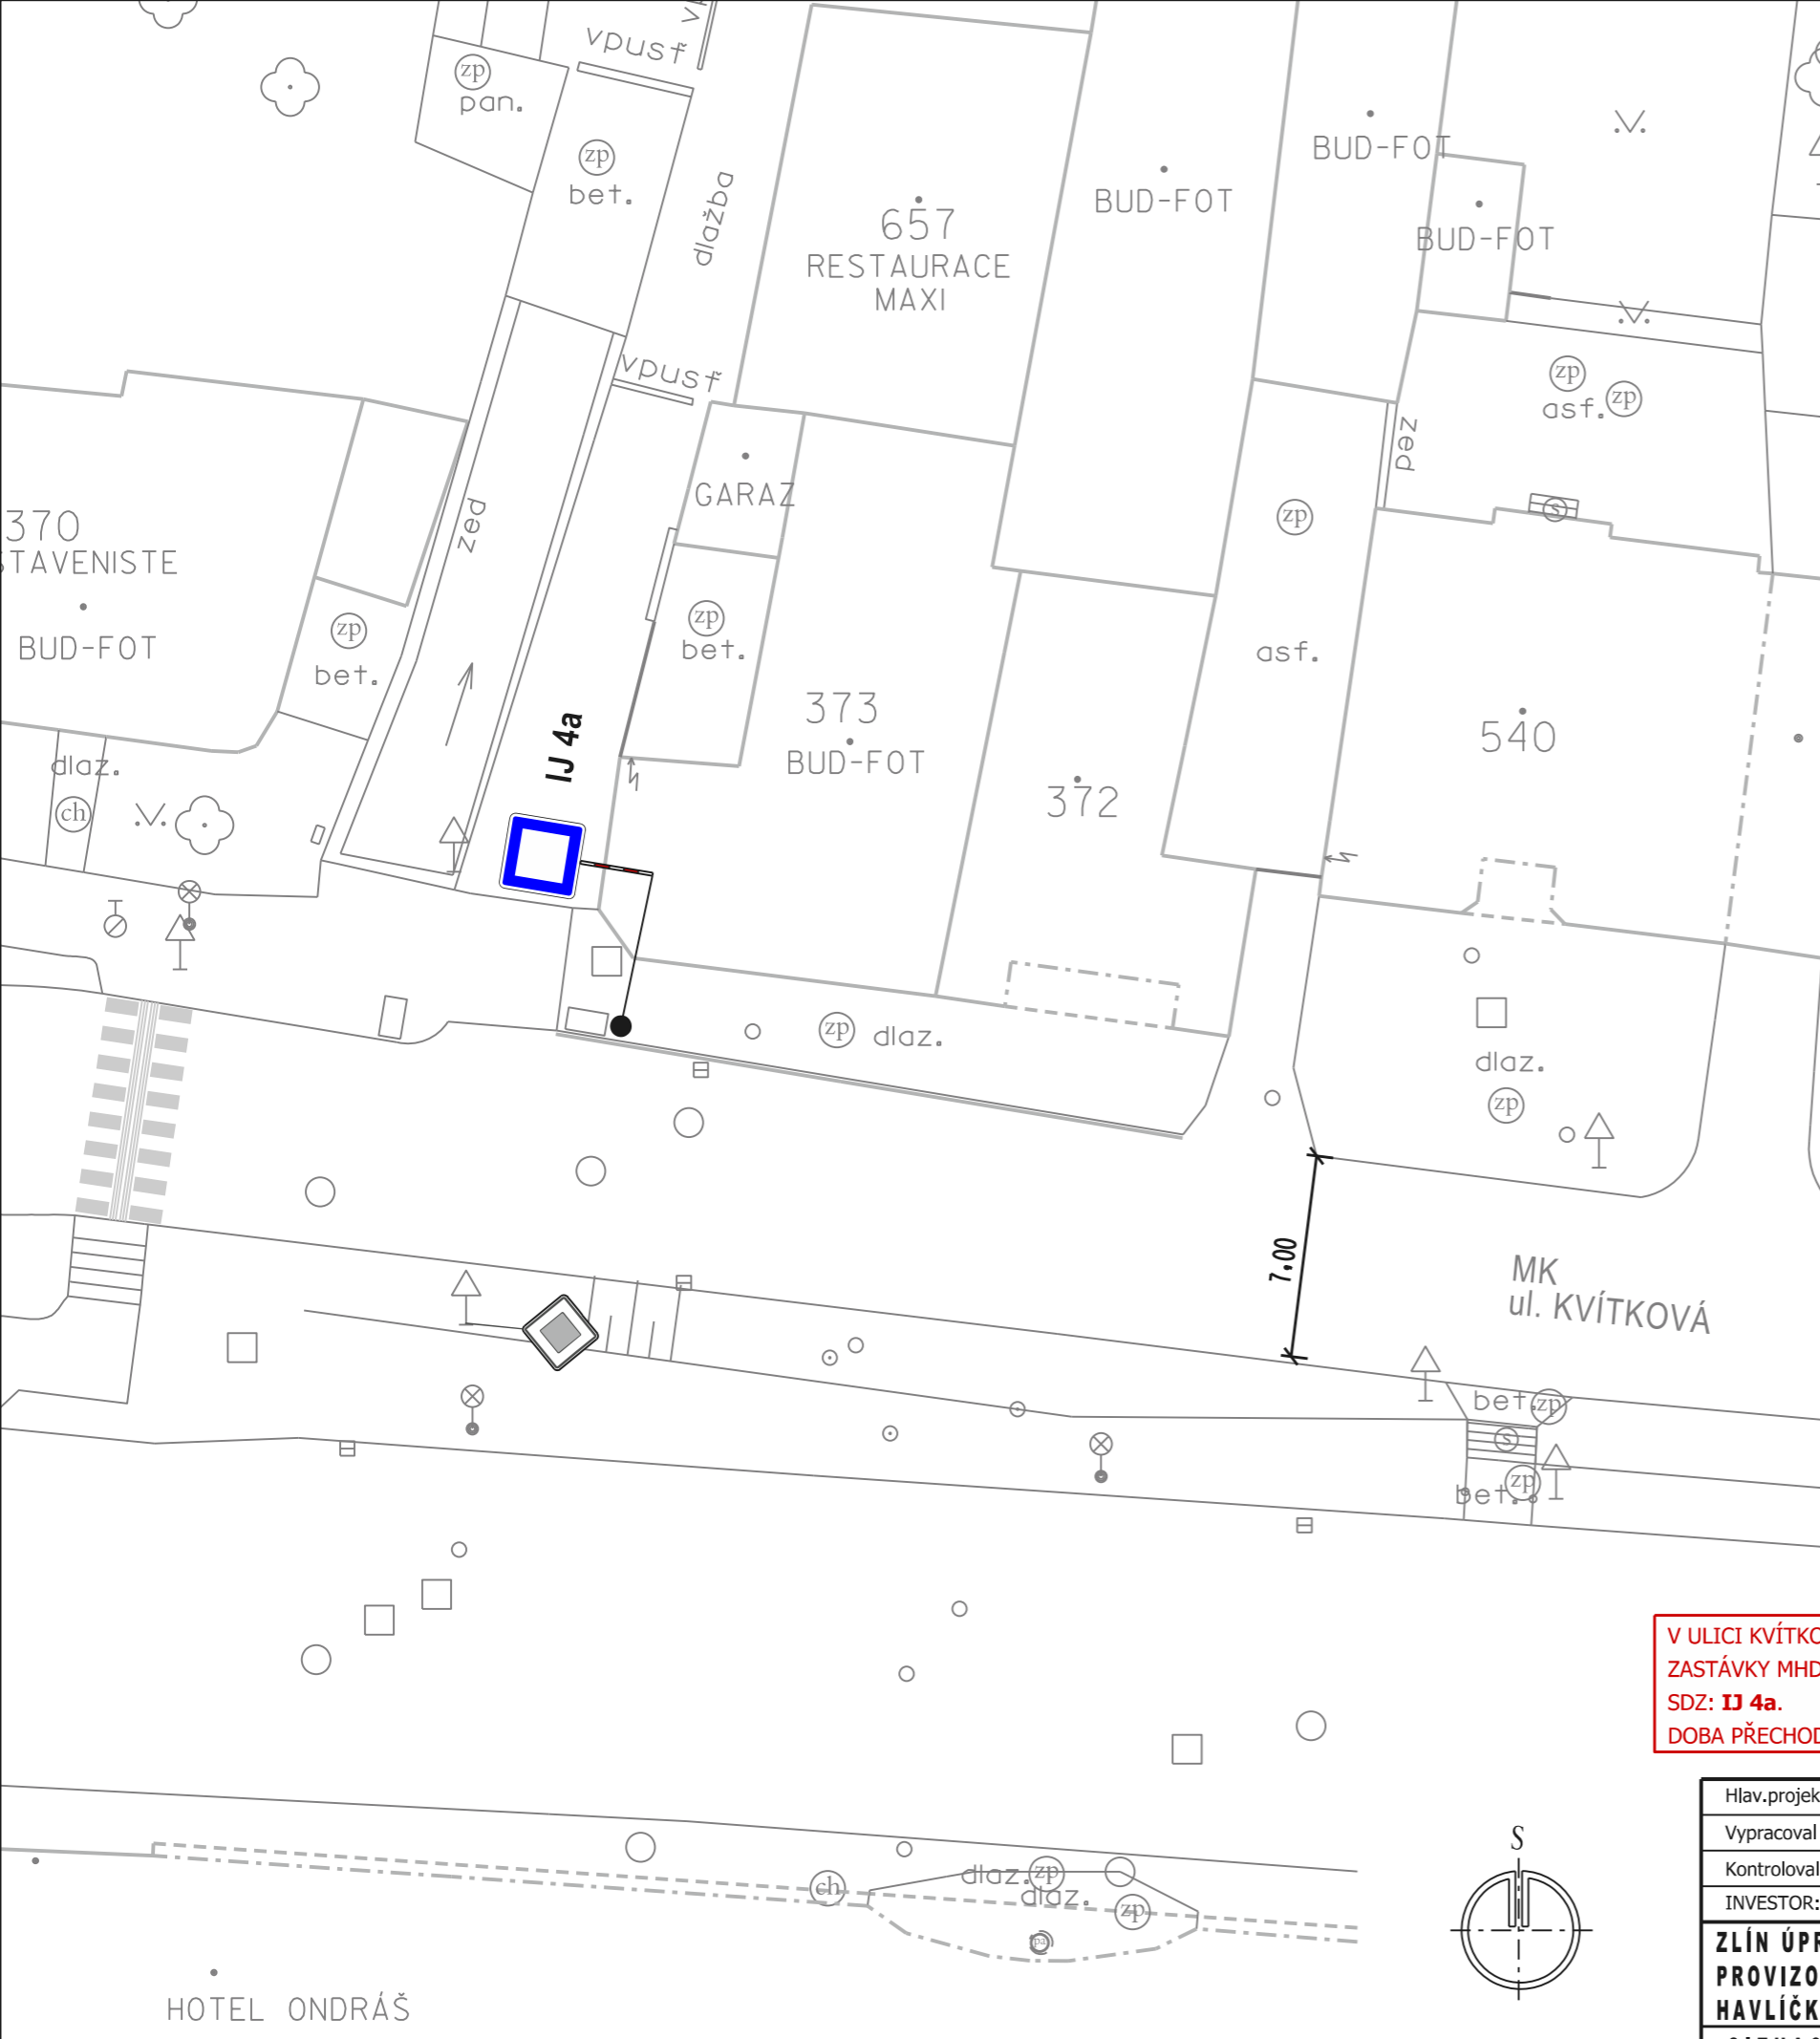 vpusť
zp
pan.
zp
bet.
dlažba
657
RESTAURACE
MAXI
BUD-FOT
BUD-FOT
BUD-FOT
vpusť
zp
asf.
zp
zed
GARAZ
zed
zp
S
370
STAVENISTE
BUD-FOT
zp
bet.
zp
bet.
asf.
IJ 4a
373
BUD-FOT
372
540
dlaz.
ch
zp
dlaz.
dlaz.
zp
7,00
MK
ul. KVÍTKOVÁ
bet.
zp
S
zp
bet.
V ULICI KVÍTKO
ZASTÁVKY MHD
SDZ: IJ 4a.
DOBA PŘECHOD
Hlav.projek
Vypracoval
Kontroloval
INVESTOR:
ZLÍN ÚPR
PROVIZO
HAVLÍČK
S
dlaz.
zp
ch
dlaz.
zp
HOTEL ONDRÁŠ